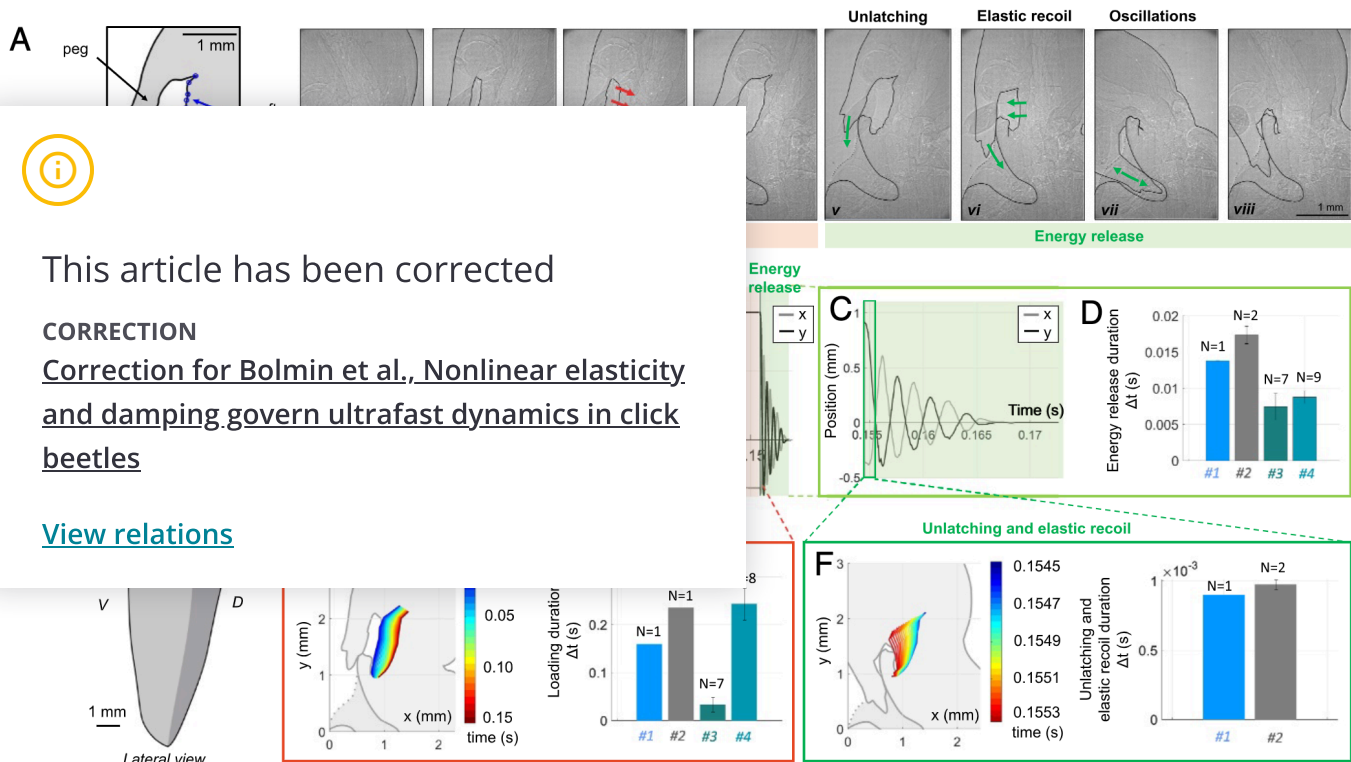 Unlatching
Elastic recoil
Oscillations
A
peg
1 mm
v
vi
vii
viii
1 mm
Energy release
This article has been corrected
CORRECTION
Correction for Bolmin et al., Nonlinear elasticity
and damping govern ultrafast dynamics in click
beetles
View relations
Energy
release
x
y
.15
C
x
y
Position (mm)
1
0.5
0
-0.5
Time (s)
0.155
0.16
0.165
0.17
D
Energy release duration
Δt (s)
0.02
0.015
0.01
0.005
0
N=1
N=2
N=7
N=9
#1
#2
#3
#4
Unlatching and elastic recoil
V
D
1 mm
Lateral view
y (mm)
2
1
0
0
1
2
x (mm)
0.05
0.10
0.15
time (s)
Loading duration
Δt (s)
0.2
0.1
0
N=1
N=1
N=7
=8
#1
#2
#3
#4
F
y (mm)
3
2
1
0
0
1
2
x (mm)
0.1545
0.1547
0.1549
0.1551
0.1553
time (s)
Unlatching and
elastic recoil duration
Δt (s)
×10-3
1
0.5
0
N=1
N=2
#1
#2